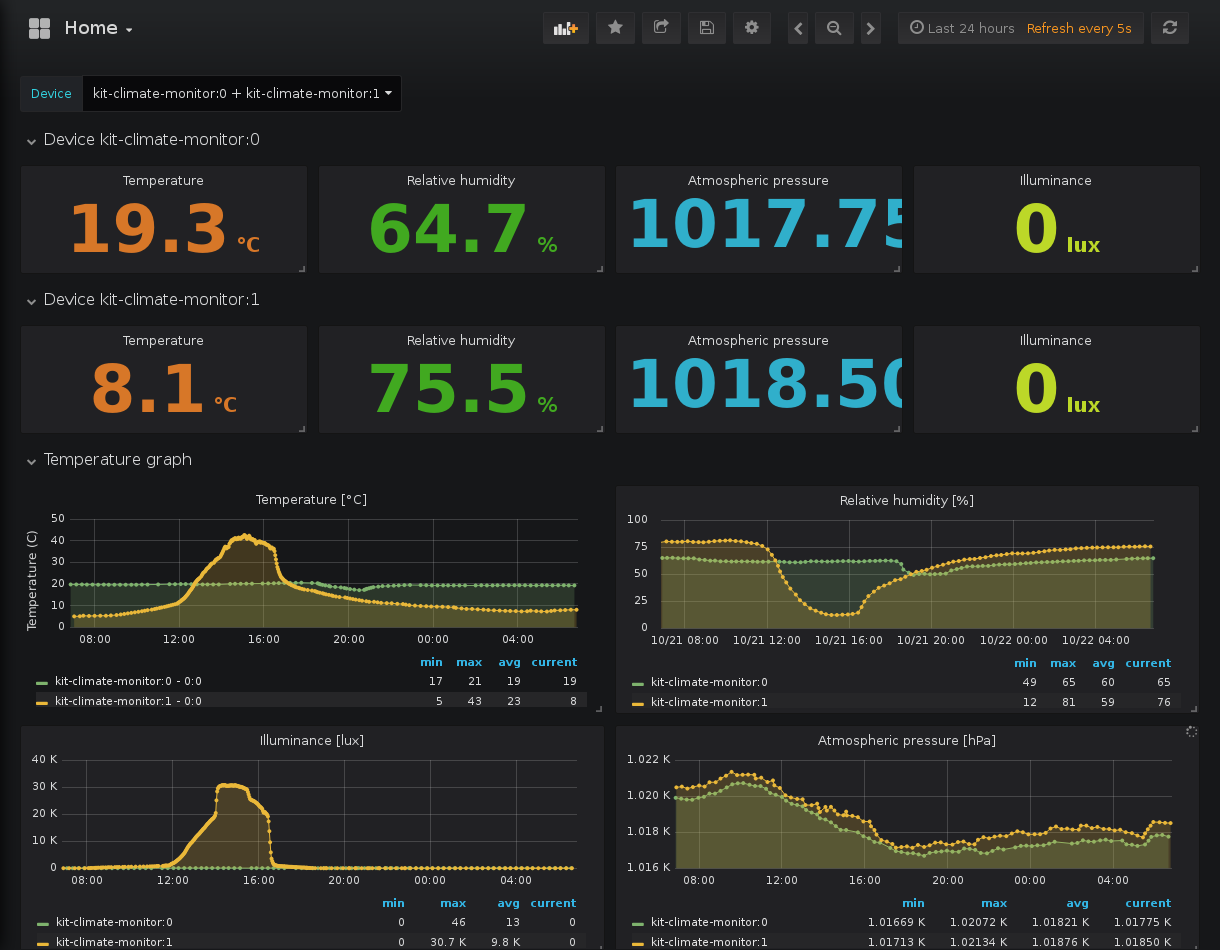 Home
Last 24 hours Refresh every 5s
Device kit-climate-monitor:0 + kit-climate-monitor:1
Device kit-climate-monitor:0
Temperature Relative humidity Atmospheric pressure Illuminance
19.3 °C 64.7 % 1017.75 0 lux
Device kit-climate-monitor:1
Temperature Relative humidity Atmospheric pressure Illuminance
8.1 °C 75.5 % 1018.50 0 lux
Temperature graph
Temperature [°C]
Temperature (C)
50
40
30
20
10
0
08:00 12:00 16:00 20:00 00:00 04:00
min max avg current
kit-climate-monitor:0 - 0:0 17 21 19 19
kit-climate-monitor:1 - 0:0 5 43 23 8
Relative humidity [%]
100
75
50
25
0
10/21 08:00 10/21 12:00 10/21 16:00 10/21 20:00 10/22 00:00 10/22 04:00
min max avg current
kit-climate-monitor:0 49 65 60 65
kit-climate-monitor:1 12 81 59 76
Illuminance [lux]
40 K
30 K
20 K
10 K
0
08:00 12:00 16:00 20:00 00:00 04:00
min max avg current
kit-climate-monitor:0 0 46 13 0
kit-climate-monitor:1 0 30.7 K 9.8 K 0
Atmospheric pressure [hPa]
1.022 K
1.020 K
1.018 K
1.016 K
08:00 12:00 16:00 20:00 00:00 04:00
min max avg current
kit-climate-monitor:0 1.01669 K 1.02072 K 1.01821 K 1.01775 K
kit-climate-monitor:1 1.01713 K 1.02134 K 1.01876 K 1.01850 K